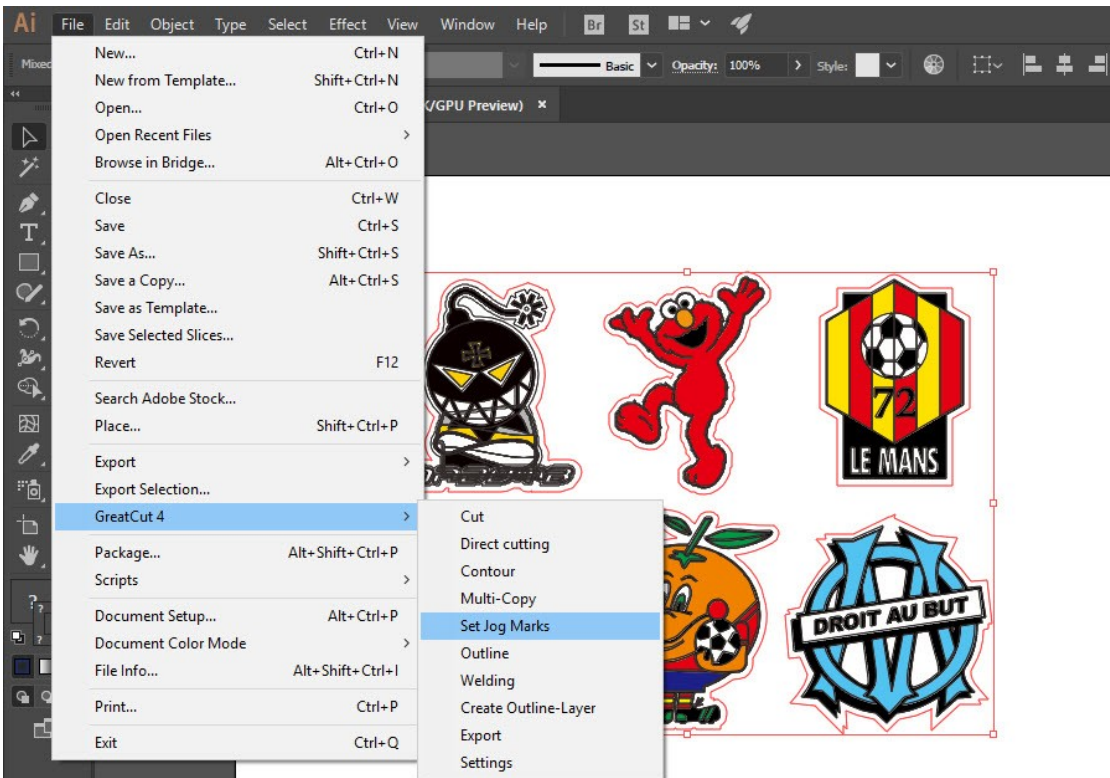 Ai File Edit Object Type Select Effect View Window Help Br St
Mixed Basic Opacity: 100% Style:
/GPU Preview) ×
New... Ctrl+N
New from Template... Shift+Ctrl+N
Open... Ctrl+O
Open Recent Files
Browse in Bridge... Alt+Ctrl+O
Close Ctrl+W
Save Ctrl+S
Save As... Shift+Ctrl+S
Save a Copy... Alt+Ctrl+S
Save as Template...
Save Selected Slices...
Revert F12
Search Adobe Stock...
Place... Shift+Ctrl+P
Export
Export Selection...
GreatCut 4
Package... Alt+Shift+Ctrl+P
Scripts
Document Setup... Alt+Ctrl+P
Document Color Mode
File Info... Alt+Shift+Ctrl+I
Print... Ctrl+P
Exit Ctrl+Q
Cut
Direct cutting
Contour
Multi-Copy
Set Jog Marks
Outline
Welding
Create Outline-Layer
Export
Settings
72
LE MANS
DROIT AU BUT